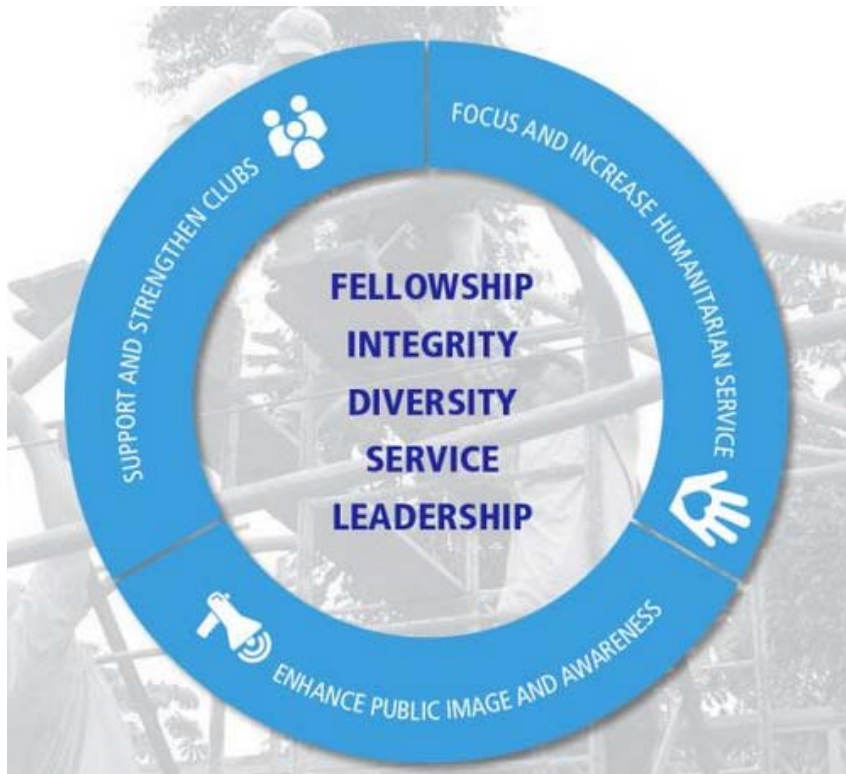 SUPPORT AND STRENGTHEN CLUBS
FOCUS AND INCREASE HUMANITARIAN SERVICE
FELLOWSHIP
INTEGRITY
DIVERSITY
SERVICE
LEADERSHIP
ENHANCE PUBLIC IMAGE AND AWARENESS